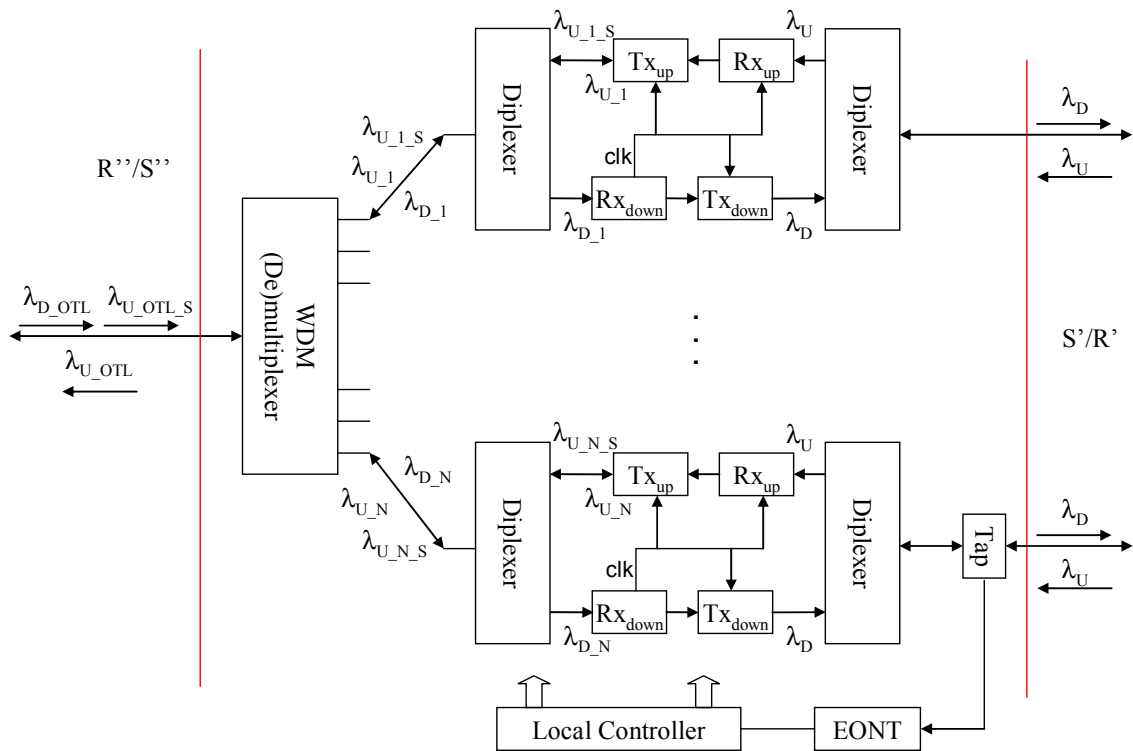 λU_1_S
λU
Txup
Rxup
λU_1
Diplexer
Diplexer
λD
λU_1_S
R’’/S’’
λU_1
clk
λU
λD_1
Rxdown
Txdown
λD_1
λD
WDM
(De)multiplexer
λD_OTL
λU_OTL_S
λU_OTL
S’/R’
. . .
λU_N_S
λU
Txup
Rxup
λD_N
λU_N
λU_N
Diplexer
Diplexer
λD
Tap
λU_N_S
clk
λU
Rxdown
Txdown
λD_N
λD
Local Controller
EONT